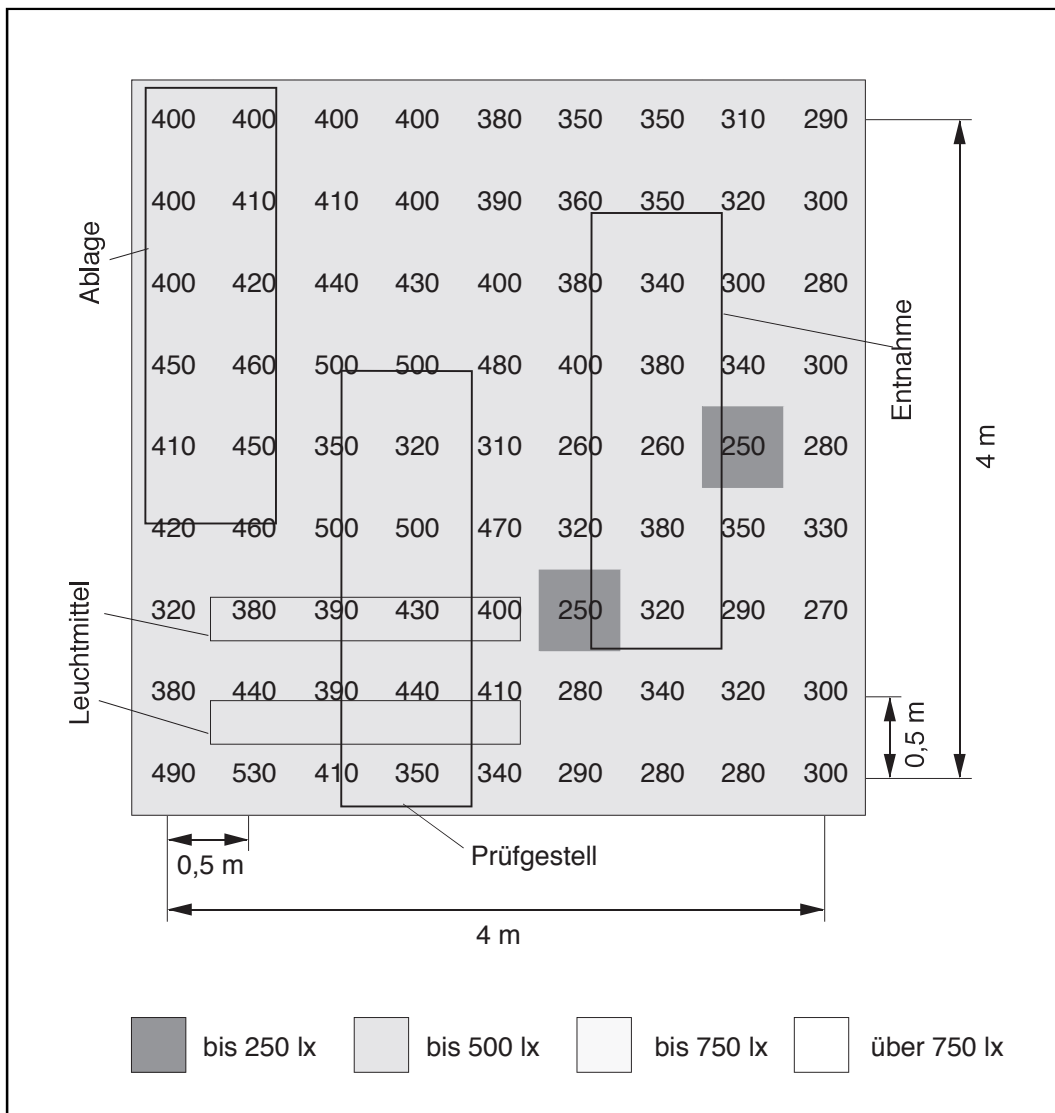 400 400 400 400 380 350 350 310 290
400 410 410 400 390 360 350 320 300
Ablage
400 420 440 430 400 380 340 300 280
Entnahme
450 460 500 500 480 400 380 340 300
410 450 350 320 310 260 260 250 280
4 m
420 460 500 500 470 320 380 350 330
Leuchtmittel
320 380 390 430 400 250 320 290 270
380 440 390 440 410 280 340 320 300
0,5 m
490 530 410 350 340 290 280 280 300
0,5 m
Prüfgestell
4 m
bis 250 lx bis 500 lx bis 750 lx über 750 lx